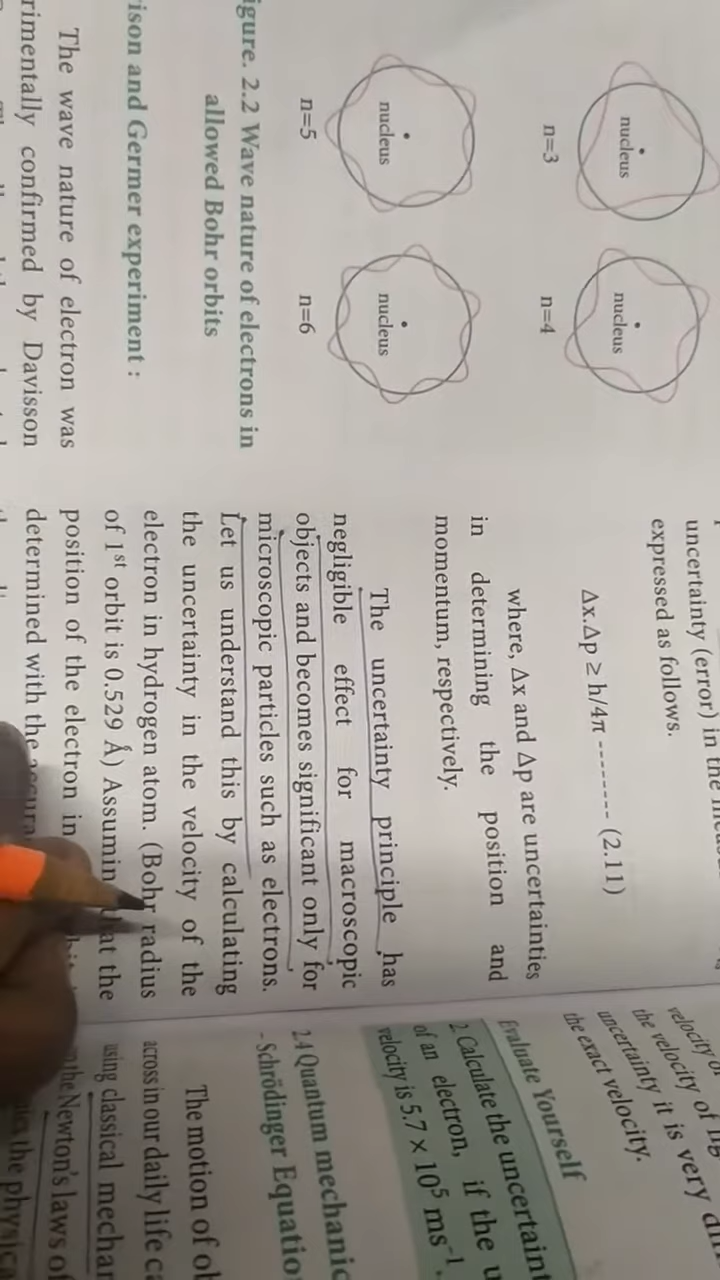 nucleus
nucleus
n=3
n=4
nucleus
nucleus
n=5
n=6
igure. 2.2 Wave nature of electrons in
allowed Bohr orbits
and Germer experiment :
The wave nature of electron was
confirmed by Davisson
uncertainty (error) in the
expressed as follows.
Δx.Δp ≥ h/4π -------- (2.11)
where, Δx and Δp are uncertainties
in determining the position and
momentum, respectively.
The uncertainty principle has
negligible effect for macroscopic
objects and becomes significant only for
microscopic particles such as electrons.
Let us understand this by calculating
the uncertainty in the velocity of the
electron in hydrogen atom. (Bohr radius
of 1st orbit is 0.529 Å) Assumin at the
position of the electron in
determined with the
velocity of
the velocity of
uncertainty it is very
the exact velocity.
Evaluate Yourself
2 Calculate the uncertaint
of an electron, if the u
velocity is 5.7 × 10⁵ ms⁻¹.
2.4 Quantum mechanic
- Schrödinger Equatio
The motion of ob
across in our daily life ca
using classical mechan
the Newton's laws of
the physica